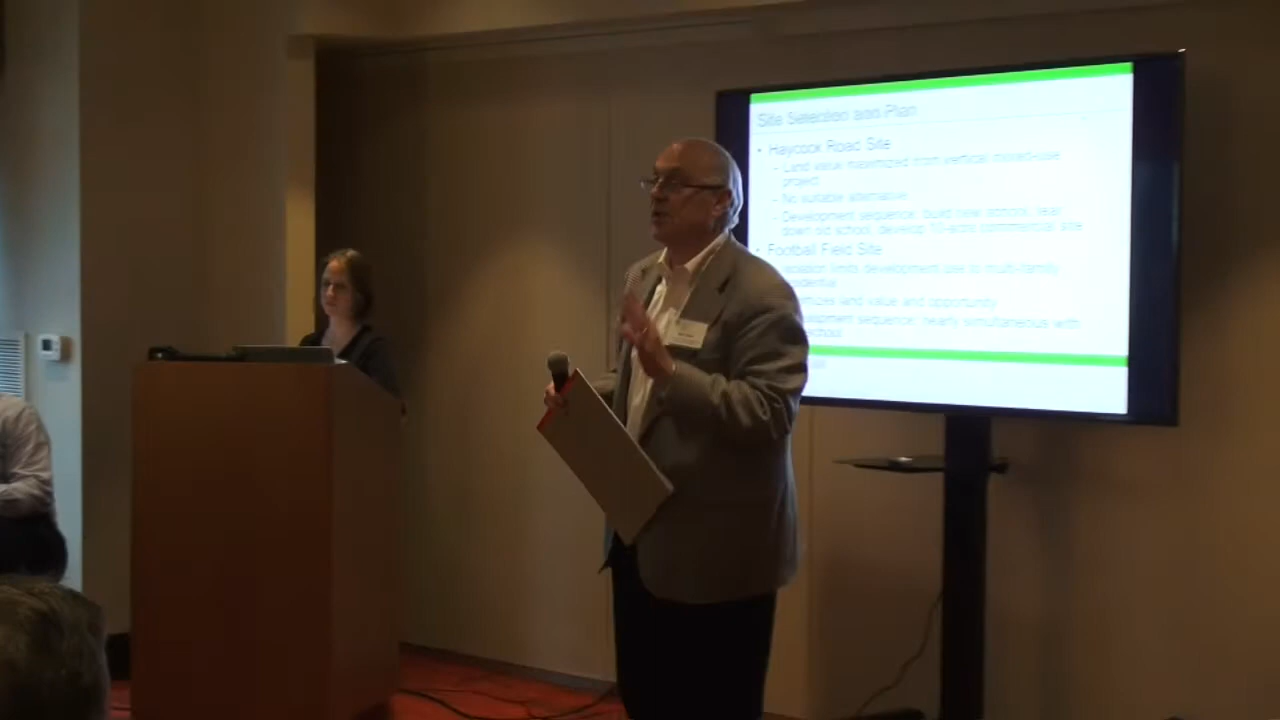 Site Selection and Plan
• Haycock Road Site
- Land value maximized from vertical mixed-use
project
- No suitable alternative
- Development sequence: build new school, tear
down old school, develop 10-acre commercial site
• Football Field Site
location limits development use to multi-family
land value and opportunity
sequence: nearly simultaneous with
school